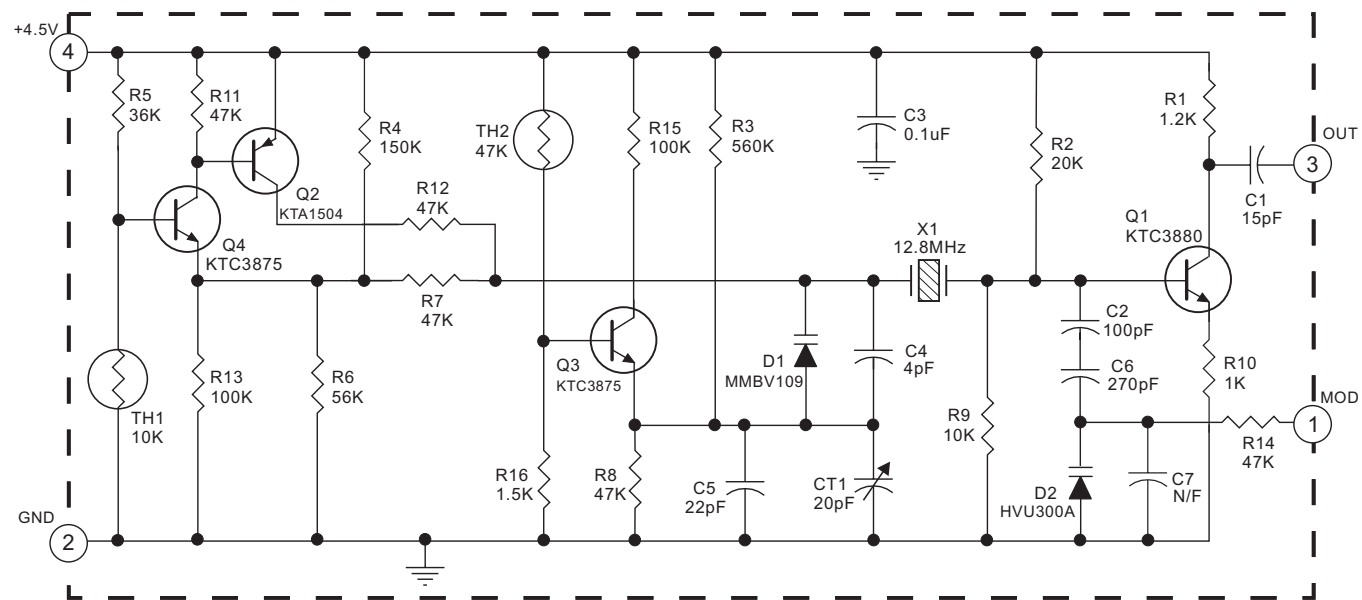 +4.5V
4
R5
36K
R11
47K
Q2
KTA1504
R4
150K
R12
47K
TH2
47K
R15
100K
R3
560K
C3
0.1uF
R2
20K
R1
1.2K
OUT
3
C1
15pF
Q4
KTC3875
R7
47K
X1
12.8MHz
Q1
KTC3880
TH1
10K
R13
100K
R6
56K
Q3
KTC3875
D1
MMBV109
C4
4pF
C2
100pF
C6
270pF
R10
1K
MOD
1
R14
47K
R9
10K
R16
1.5K
R8
47K
C5
22pF
CT1
20pF
D2
HVU300A
C7
N/F
GND
2